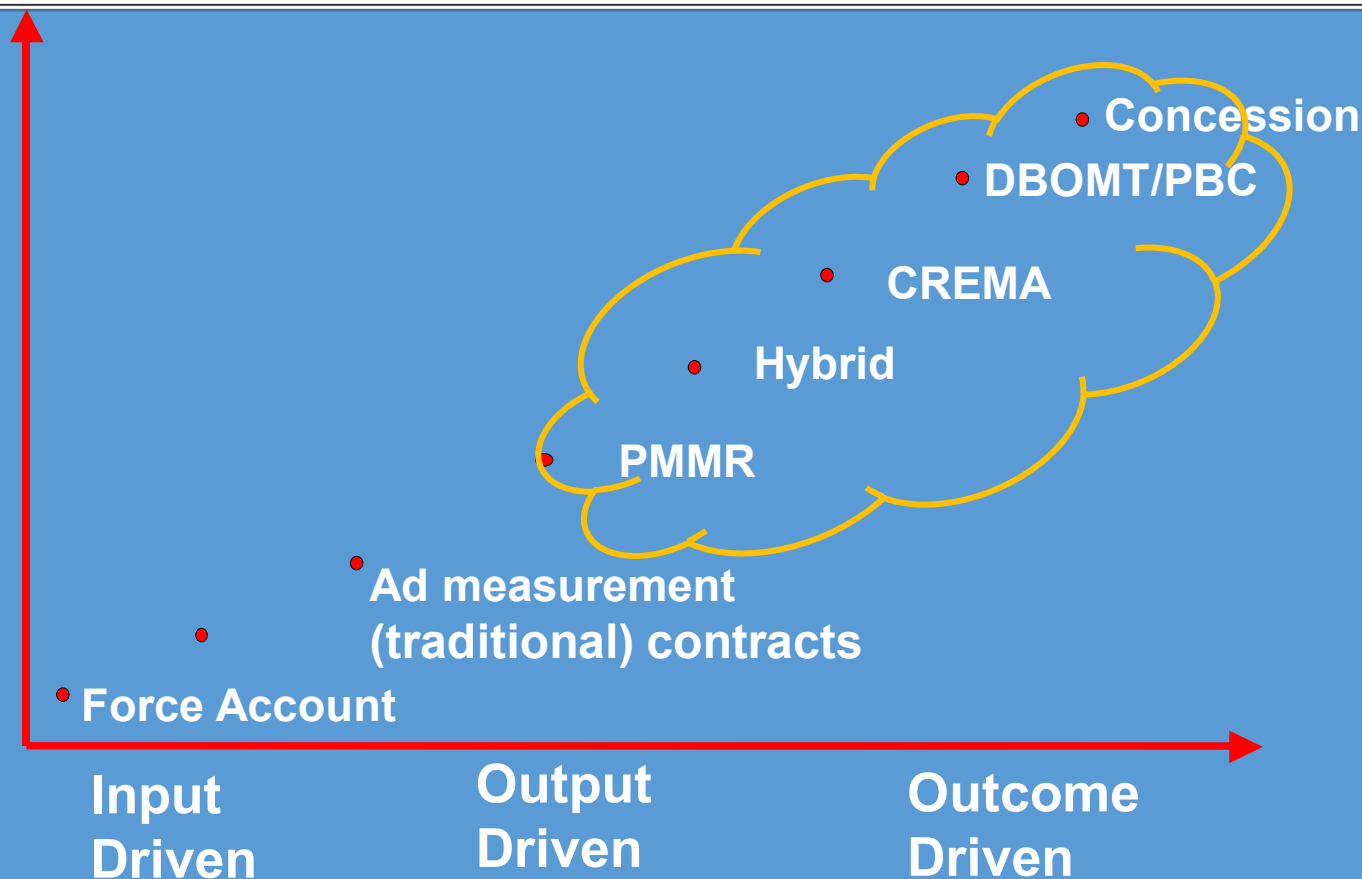 Concession
DBOMT/PBC
CREMA
Hybrid
PMMR
Ad measurement
(traditional) contracts
Force Account
Input
Driven
Output
Driven
Outcome
Driven